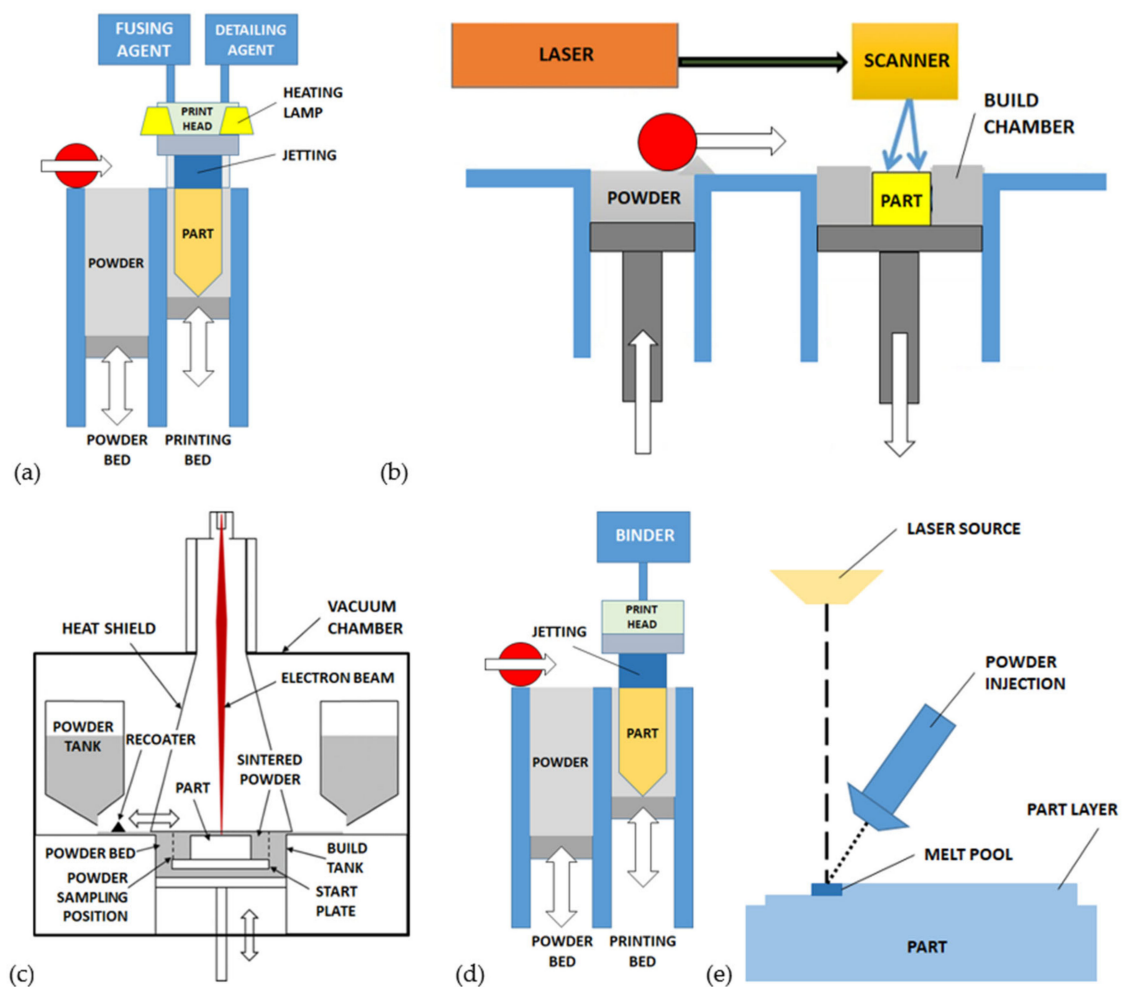 FUSING
AGENT
DETAILING
AGENT
HEATING
LAMP
PRINT
HEAD
JETTING
POWDER
PART
POWDER
BED
PRINTING
BED
(a)
LASER
SCANNER
BUILD
CHAMBER
POWDER
PART
(b)
VACUUM
CHAMBER
HEAT SHIELD
ELECTRON BEAM
POWDER
TANK
RECOATER
SINTERED
POWDER
PART
POWDER BED
POWDER
SAMPLING
POSITION
BUILD
TANK
START
PLATE
(c)
BINDER
PRINT
HEAD
JETTING
PART
POWDER
POWDER
BED
PRINTING
BED
(d)
LASER SOURCE
POWDER
INJECTION
PART LAYER
MELT POOL
PART
(e)